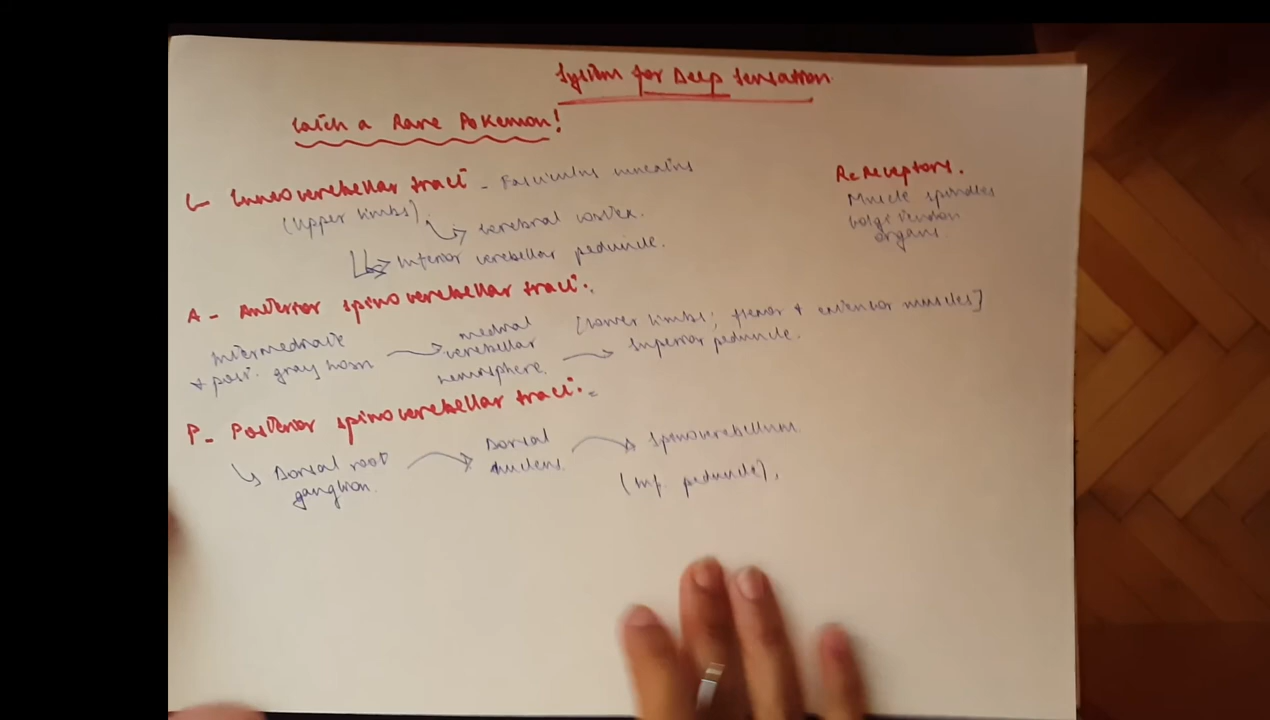 System for Deep Sensation
Catch a Rare Pokemon!
C- Cuneocerebellar tract - Fasciculus cuneatus
(Upper limbs)
cerebral cortex.
Inferior cerebellar peduncle.
Receptors.
Muscle spindles
Golgi tendon
organs.
A - Anterior spinocerebellar tract.
[Lower limbs; flexor + extensor muscles]
Intermediate
+ post. gray horn
medial
cerebellar
hemisphere.
Superior peduncle.
P- Posterior spinocerebellar tract.
Dorsal root
ganglion.
Dorsal
nucleus
Spinocerebellum
(Inf. peduncle).